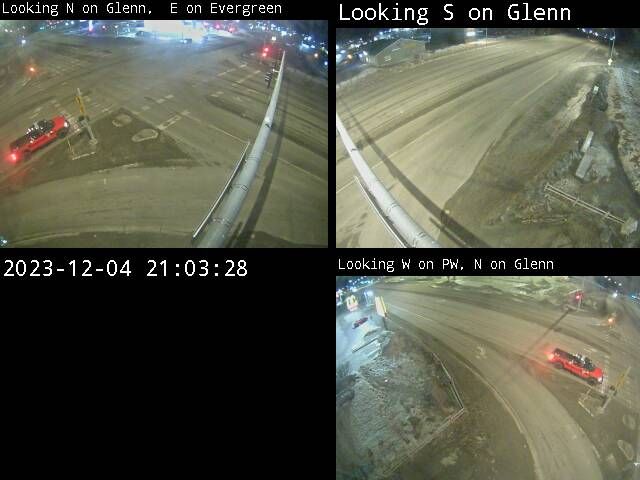 Looking N on Glenn,  E on Evergreen
Looking S on Glenn
2023-12-04 21:03:28
Looking W on PW, N on Glenn